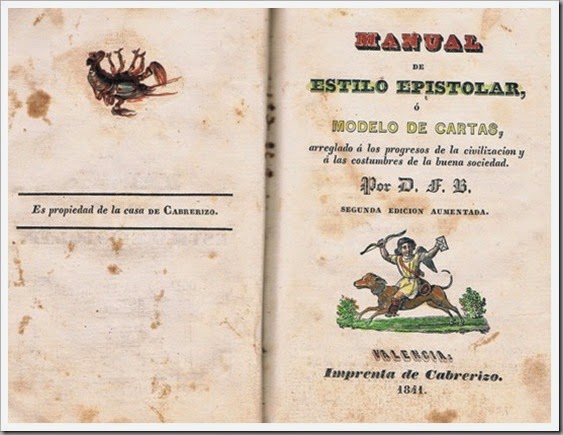 Es propiedad de la casa DE CABRERIZO.
MANUAL
DE
ESTILO EPISTOLAR,
Ó
MODELO DE CARTAS,
arreglado á los progresos de la civilizacion y
á las costumbres de la buena sociedad.
Por D. F. B.
SEGUNDA EDICION AUMENTADA.
VALENCIA:
Imprenta de Cabrerizo.
1841.